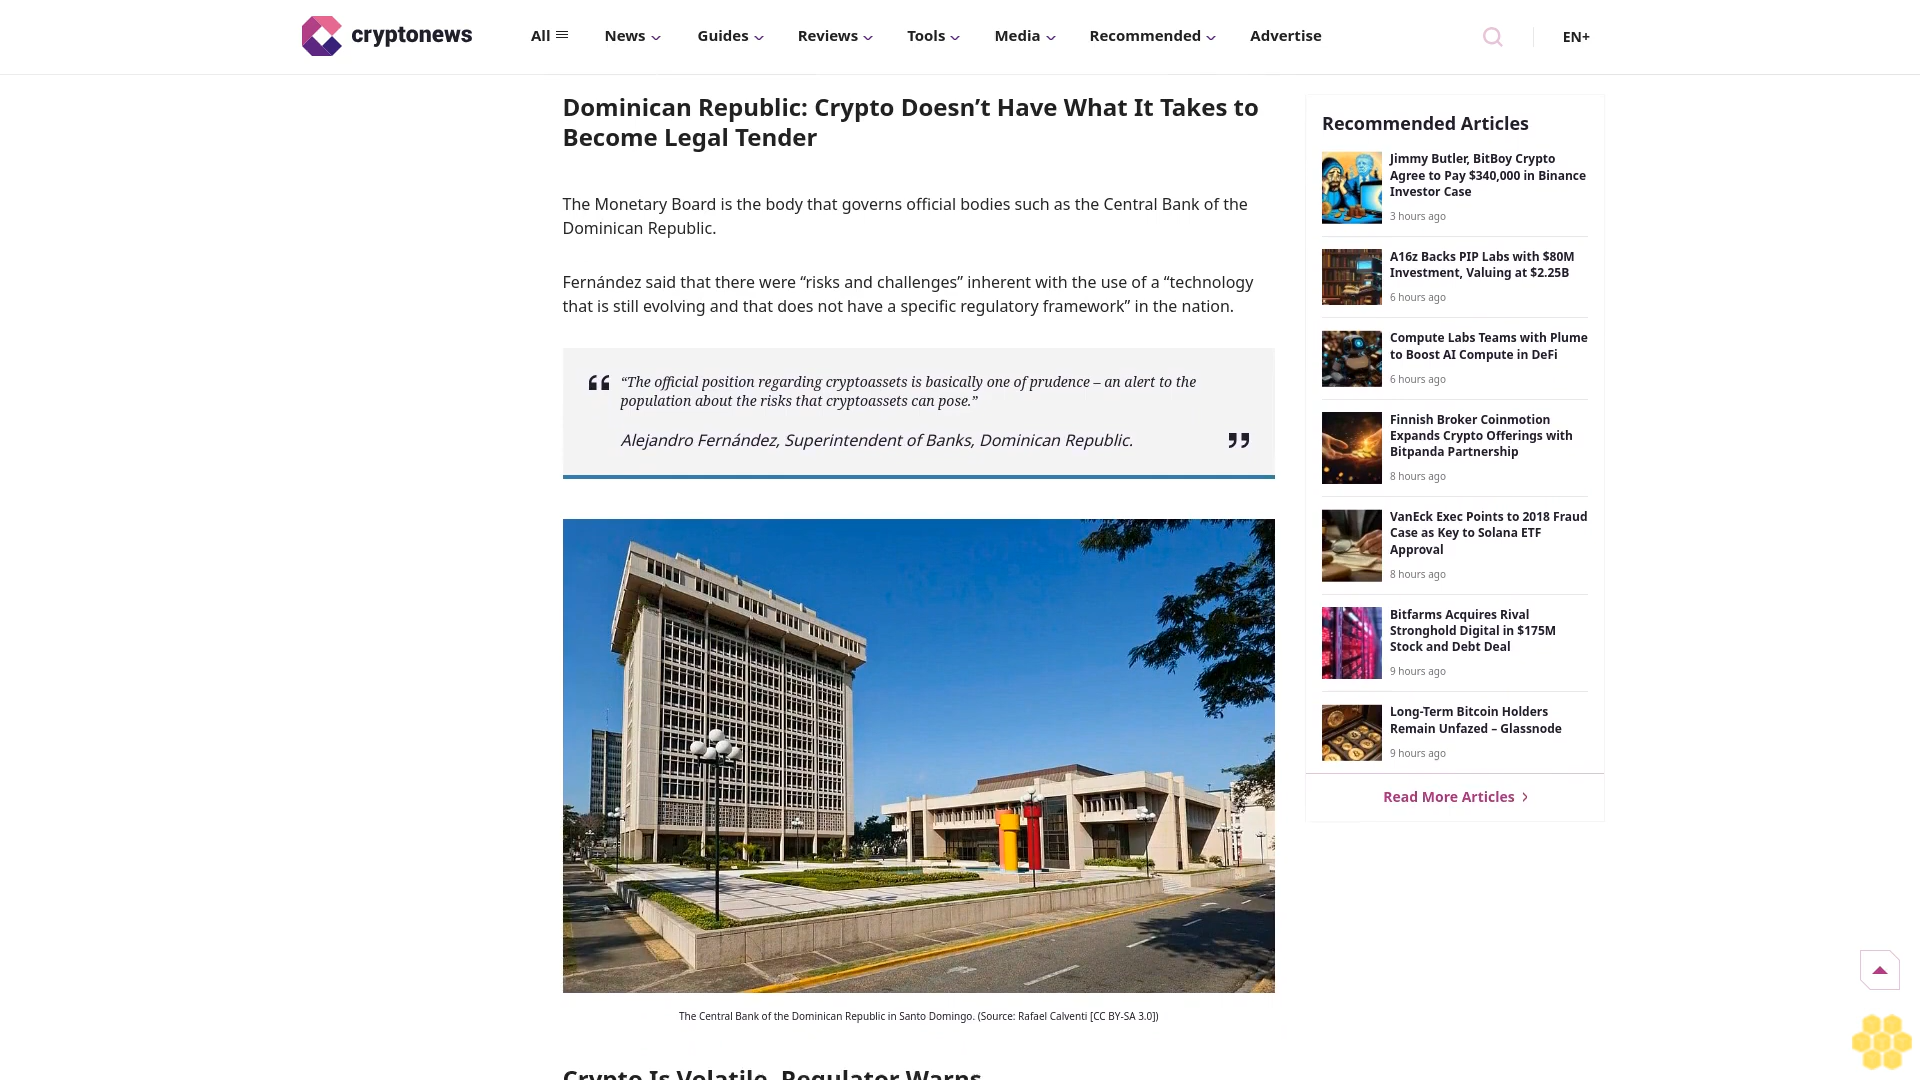 cryptonews
All
News
Guides
Reviews
Tools
Media
Recommended
Advertise
EN+
Dominican Republic: Crypto Doesn’t Have What It Takes to
Become Legal Tender
The Monetary Board is the body that governs official bodies such as the Central Bank of the
Dominican Republic.
Fernández said that there were “risks and challenges” inherent with the use of a “technology
that is still evolving and that does not have a specific regulatory framework” in the nation.
“The official position regarding cryptoassets is basically one of prudence – an alert to the
population about the risks that cryptoassets can pose.”
Alejandro Fernández, Superintendent of Banks, Dominican Republic.
The Central Bank of the Dominican Republic in Santo Domingo. (Source: Rafael Calventi [CC BY-SA 3.0])
Crypto Is Volatile, Regulator Warns
Recommended Articles
Jimmy Butler, BitBoy Crypto
Agree to Pay $340,000 in Binance
Investor Case
3 hours ago
A16z Backs PIP Labs with $80M
Investment, Valuing at $2.25B
6 hours ago
Compute Labs Teams with Plume
to Boost AI Compute in DeFi
6 hours ago
Finnish Broker Coinmotion
Expands Crypto Offerings with
Bitpanda Partnership
8 hours ago
VanEck Exec Points to 2018 Fraud
Case as Key to Solana ETF
Approval
8 hours ago
Bitfarms Acquires Rival
Stronghold Digital in $175M
Stock and Debt Deal
9 hours ago
Long-Term Bitcoin Holders
Remain Unfazed – Glassnode
9 hours ago
Read More Articles